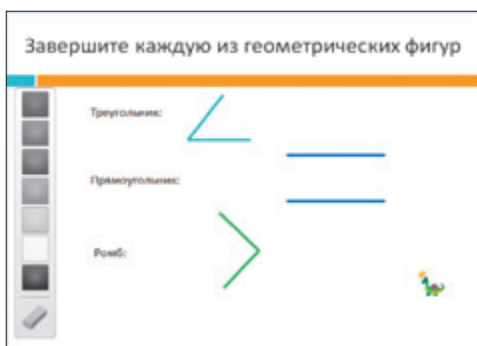 Завершите каждую из геометрических фигур
Треугольник:
Прямоугольник:
Ромб: